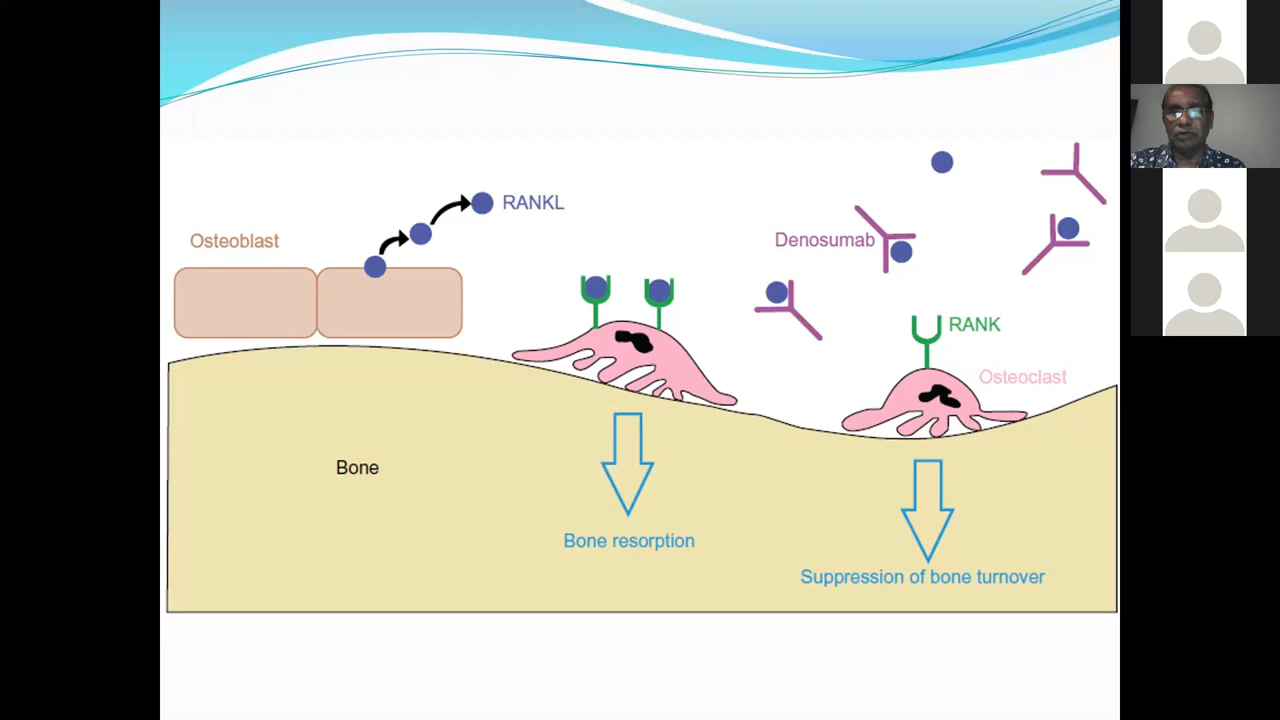 RANKL
Osteoblast
Denosumab
RANK
Osteoclast
Bone
Bone resorption
Suppression of bone turnover